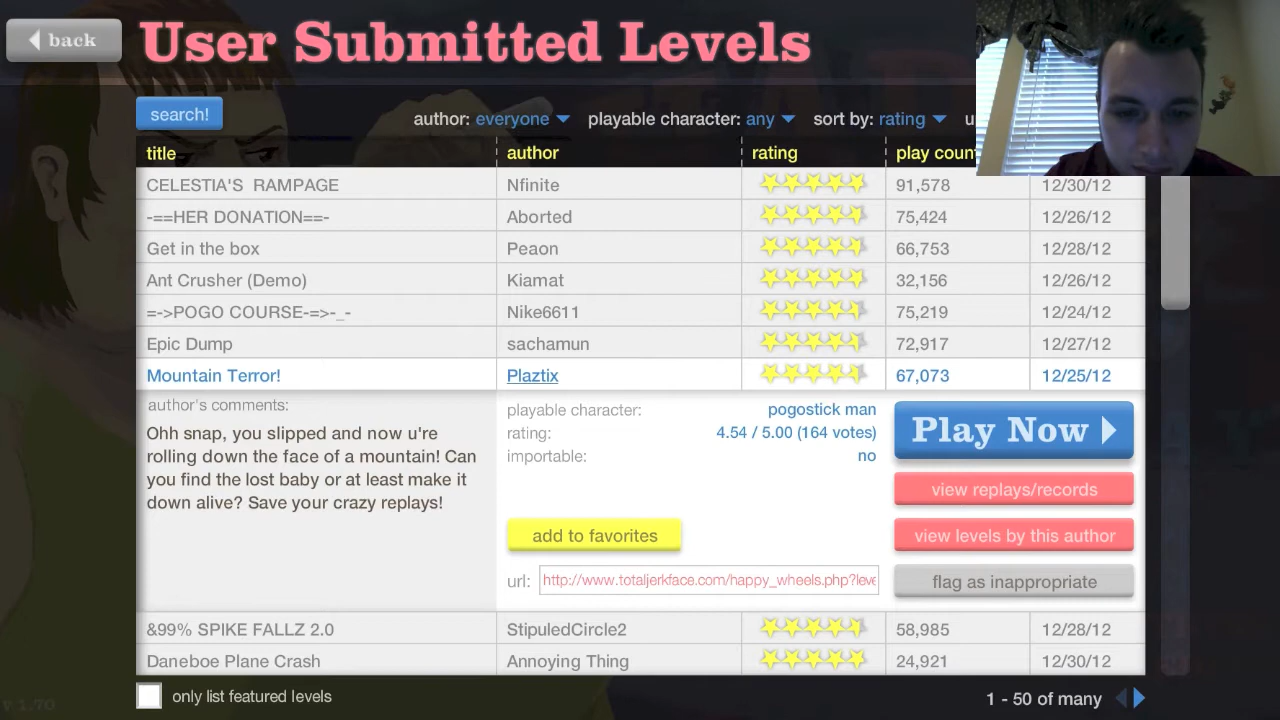 back
User Submitted Levels
search!
author: everyone playable character: any sort by: rating u
title author rating play coun
CELESTIA'S RAMPAGE Nfinite 91,578 12/30/12
-==HER DONATION==- Aborted 75,424 12/26/12
Get in the box Peaon 66,753 12/28/12
Ant Crusher (Demo) Kiamat 32,156 12/26/12
=->POGO COURSE-=>-_- Nike6611 75,219 12/24/12
Epic Dump sachamun 72,917 12/27/12
Mountain Terror! Plaztix 67,073 12/25/12
author's comments:
Ohh snap, you slipped and now u're
rolling down the face of a mountain! Can
you find the lost baby or at least make it
down alive? Save your crazy replays!
playable character: pogostick man
rating: 4.54 / 5.00 (164 votes)
importable: no
add to favorites
url: http://www.totaljerkface.com/happy_wheels.php?leve
Play Now
view replays/records
view levels by this author
flag as inappropriate
&99% SPIKE FALLZ 2.0 StipuledCircle2 58,985 12/28/12
Daneboe Plane Crash Annoying Thing 24,921 12/30/12
only list featured levels
1 - 50 of many
v 1.70